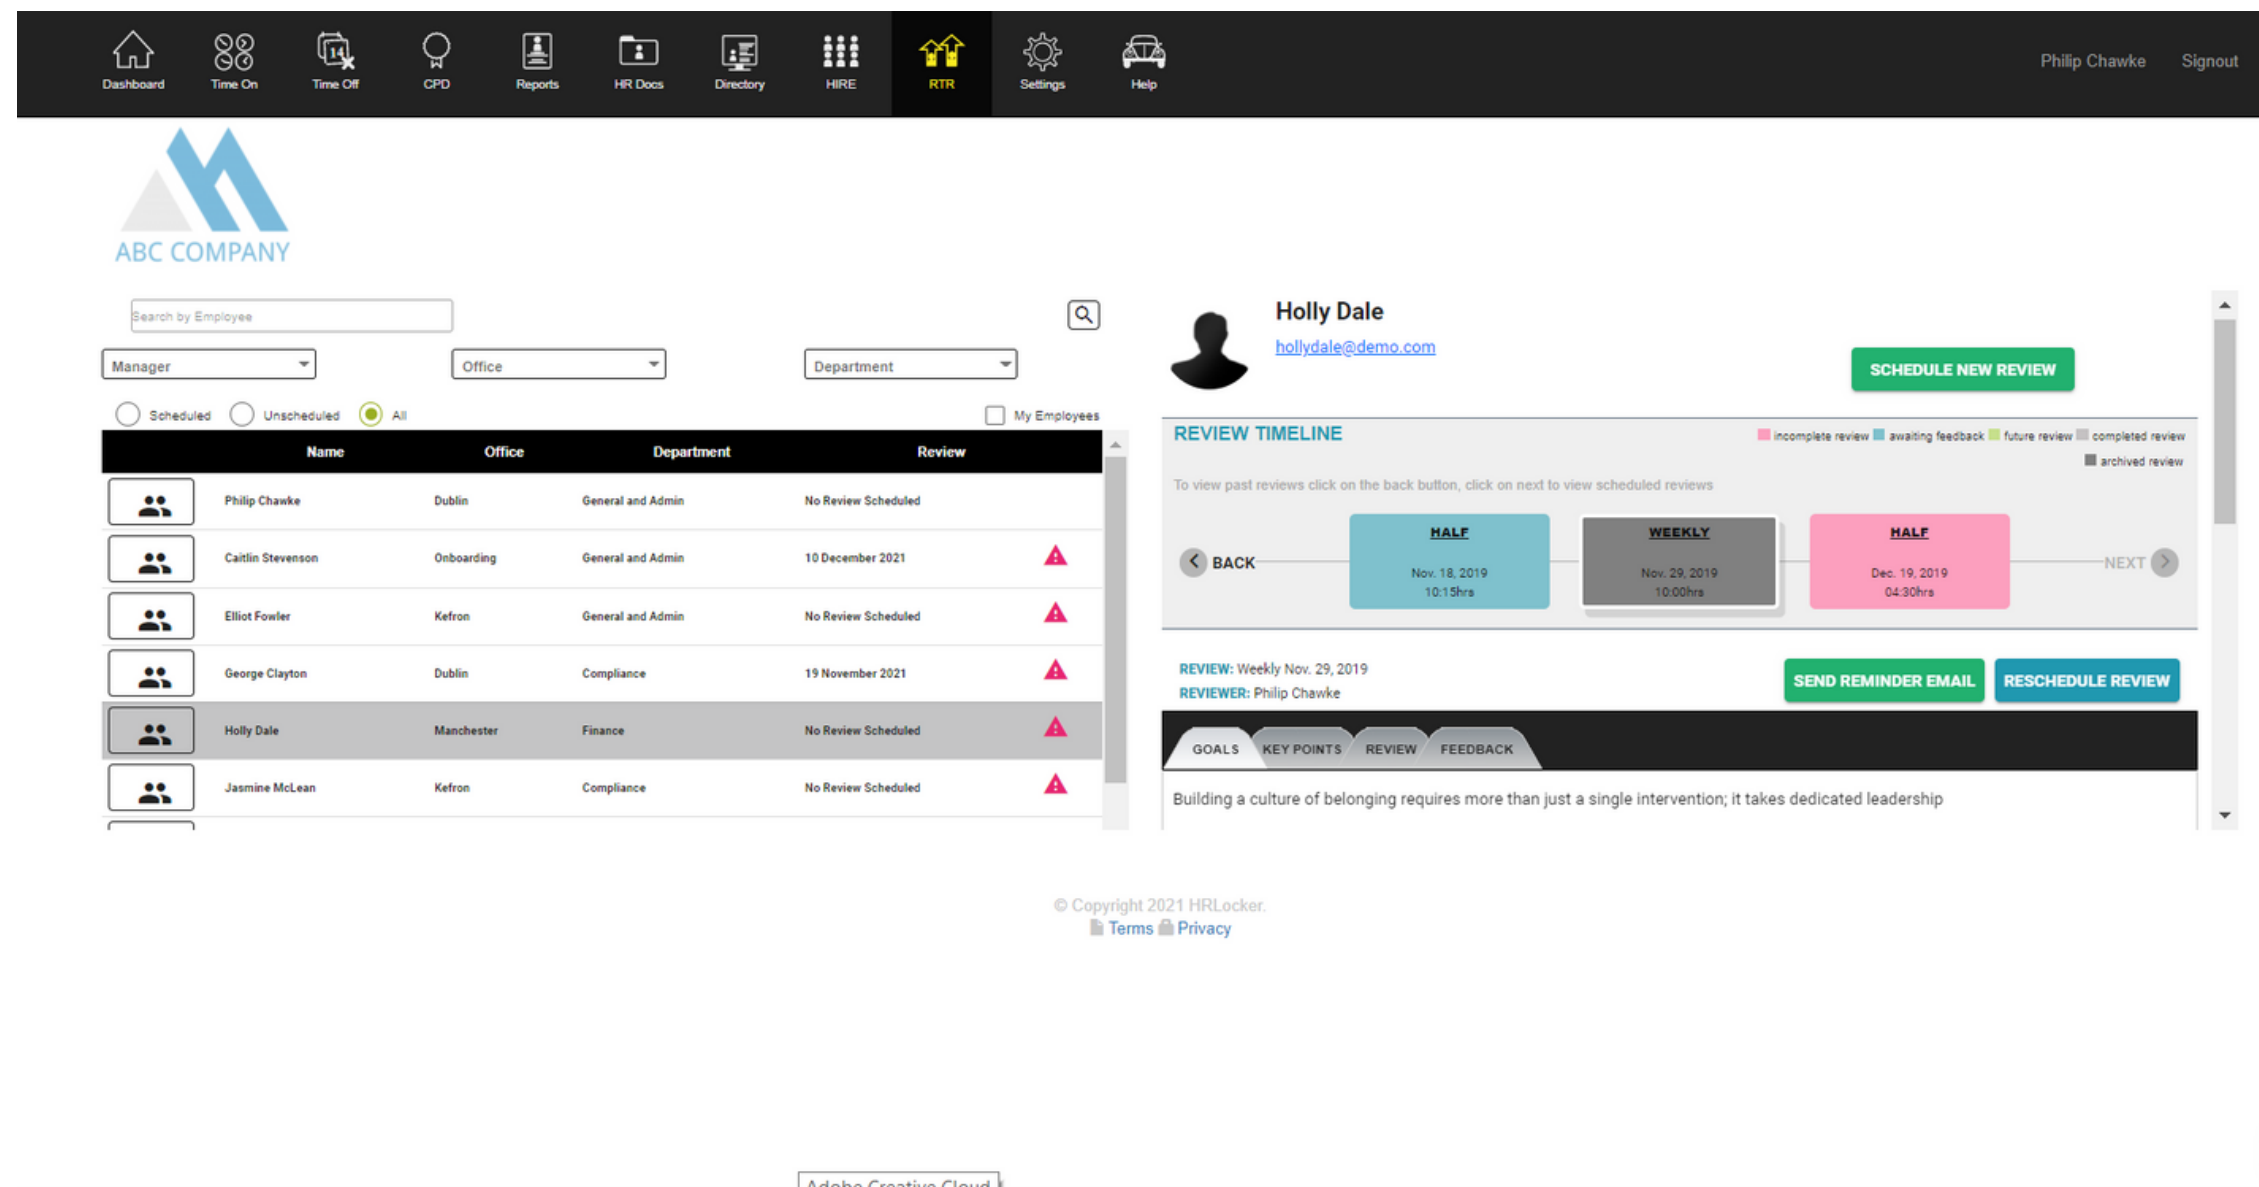 14
Dashboard Time On Time Off CPD Reports HR Docs Directory HIRE RTR Settings Help Philip Chawke Signout
ABC COMPANY
Search by Employee
Manager Office Department
Scheduled Unscheduled All My Employees
Name Office Department Review
Philip Chawke Dublin General and Admin No Review Scheduled
Caitlin Stevenson Onboarding General and Admin 10 December 2021
Elliot Fowler Kefron General and Admin No Review Scheduled
George Clayton Dublin Compliance 19 November 2021
Holly Dale Manchester Finance No Review Scheduled
Jasmine McLean Kefron Compliance No Review Scheduled
Holly Dale
hollydale@demo.com
SCHEDULE NEW REVIEW
REVIEW TIMELINE
incomplete review awaiting feedback future review completed review
archived review
To view past reviews click on the back button, click on next to view scheduled reviews
BACK
HALF
Nov. 18, 2019
10:15hrs
WEEKLY
Nov. 29, 2019
10:00hrs
HALF
Dec. 19, 2019
04:30hrs
NEXT
REVIEW: Weekly Nov. 29, 2019
REVIEWER: Philip Chawke
SEND REMINDER EMAIL RESCHEDULE REVIEW
GOALS KEY POINTS REVIEW FEEDBACK
Building a culture of belonging requires more than just a single intervention; it takes dedicated leadership
© Copyright 2021 HRLocker.
Terms Privacy
Adobe Creative Cloud